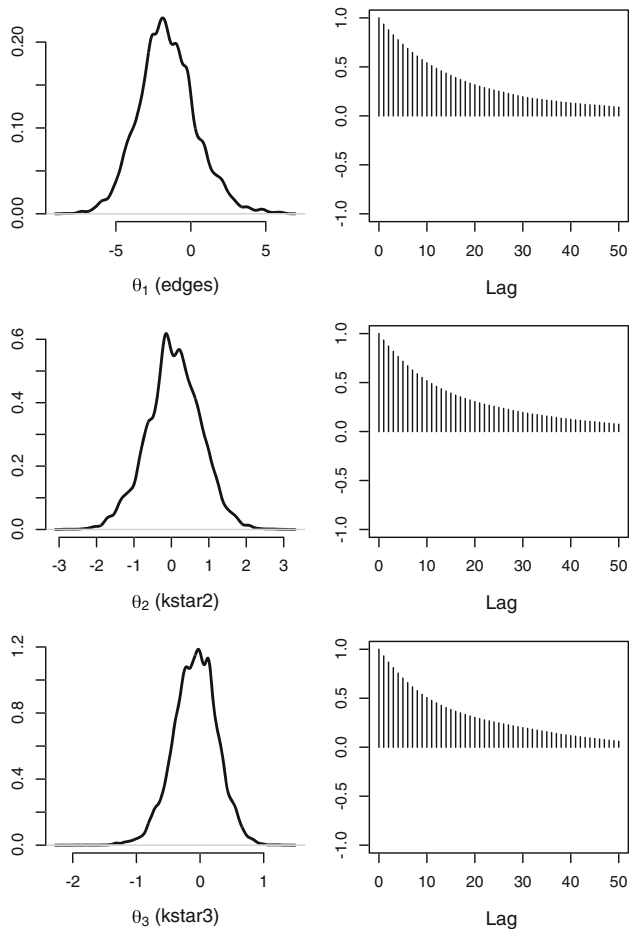 0.00 0.10 0.20
-5 0 5
θ1 (edges)
-1.0 -0.5 0.0 0.5 1.0
0 10 20 30 40 50
Lag
0.0 0.2 0.4 0.6
-3 -2 -1 0 1 2 3
θ2 (kstar2)
-1.0 -0.5 0.0 0.5 1.0
0 10 20 30 40 50
Lag
0.0 0.4 0.8 1.2
-2 -1 0 1
θ3 (kstar3)
-1.0 -0.5 0.0 0.5 1.0
0 10 20 30 40 50
Lag